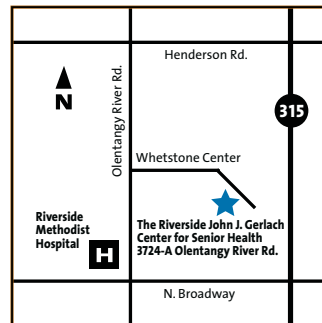 Henderson Rd.
Olentangy River Rd.
N
315
Whetstone Center
Riverside
Methodist
Hospital
H
The Riverside John J. Gerlach
Center for Senior Health
3724-A Olentangy River Rd.
N. Broadway